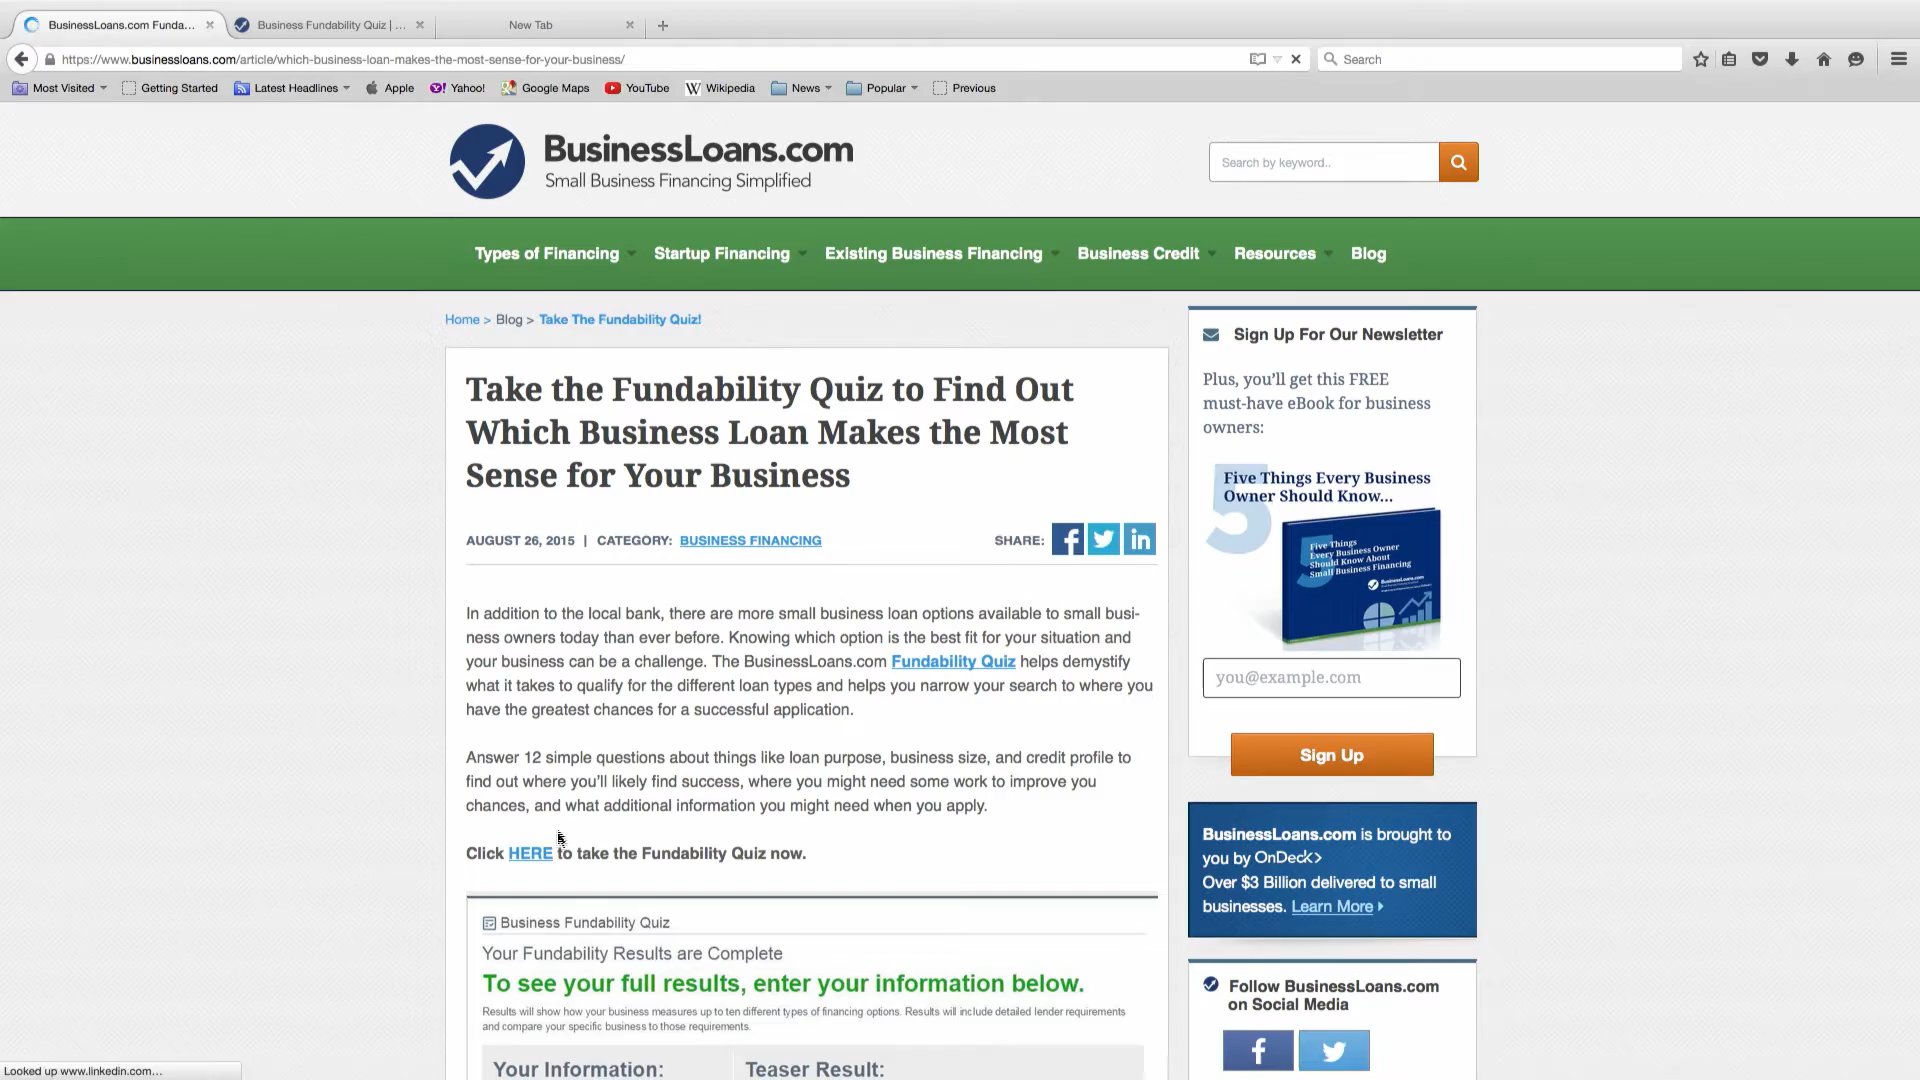 BusinessLoans.com Funda...
Business Fundability Quiz | ...
New Tab
https://www.businessloans.com/article/which-business-loan-makes-the-most-sense-for-your-business/
Search
Most Visited
Getting Started
Latest Headlines
Apple
Yahoo!
Google Maps
YouTube
W Wikipedia
News
Popular
Previous
BusinessLoans.com
Small Business Financing Simplified
Search by keyword..
Types of Financing
Startup Financing
Existing Business Financing
Business Credit
Resources
Blog
Home > Blog > Take The Fundability Quiz!
Take the Fundability Quiz to Find Out
Which Business Loan Makes the Most
Sense for Your Business
AUGUST 26, 2015 | CATEGORY: BUSINESS FINANCING
SHARE:
In addition to the local bank, there are more small business loan options available to small busi-
ness owners today than ever before. Knowing which option is the best fit for your situation and
your business can be a challenge. The BusinessLoans.com Fundability Quiz helps demystify
what it takes to qualify for the different loan types and helps you narrow your search to where you
have the greatest chances for a successful application.
Answer 12 simple questions about things like loan purpose, business size, and credit profile to
find out where you'll likely find success, where you might need some work to improve you
chances, and what additional information you might need when you apply.
Click HERE to take the Fundability Quiz now.
Business Fundability Quiz
Your Fundability Results are Complete
To see your full results, enter your information below.
Results will show how your business measures up to ten different types of financing options. Results will include detailed lender requirements
and compare your specific business to those requirements.
Your Information:
Teaser Result:
Sign Up For Our Newsletter
Plus, you'll get this FREE
must-have eBook for business
owners:
5
Five Things Every Business
Owner Should Know...
5
Five Things
Every Business Owner
Should Know About
Small Business Financing
BusinessLoans.com
you@example.com
Sign Up
BusinessLoans.com is brought to
you by OnDeck>
Over $3 Billion delivered to small
businesses. Learn More
Follow BusinessLoans.com
on Social Media
Looked up www.linkedin.com...